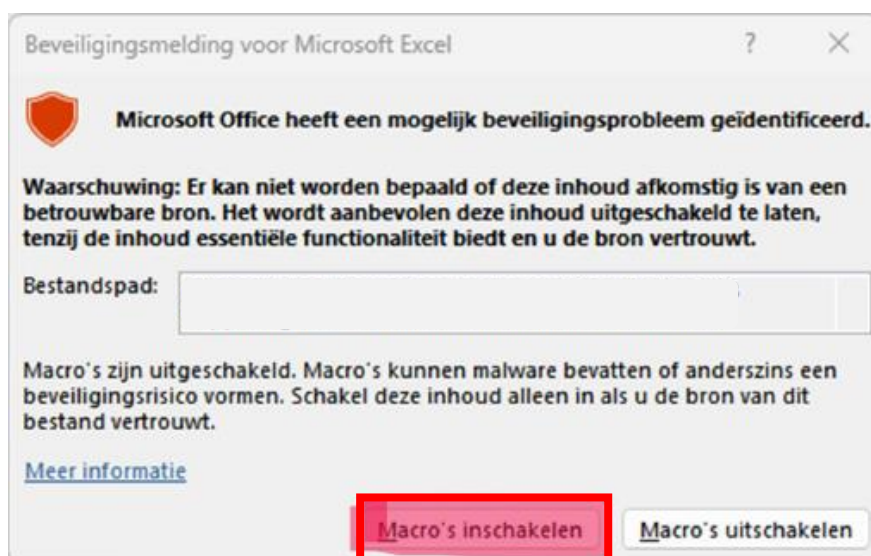 Beveiligingsmelding voor Microsoft Excel ?
Microsoft Office heeft een mogelijk beveiligingsprobleem geïdentificeerd.
Waarschuwing: Er kan niet worden bepaald of deze inhoud afkomstig is van een
betrouwbare bron. Het wordt aanbevolen deze inhoud uitgeschakeld te laten,
tenzij de inhoud essentiële functionaliteit biedt en u de bron vertrouwt.
Bestandspad:
Macro's zijn uitgeschakeld. Macro's kunnen malware bevatten of anderszins een
beveiligingsrisico vormen. Schakel deze inhoud alleen in als u de bron van dit
bestand vertrouwt.
Meer informatie
Macro's inschakelen Macro's uitschakelen